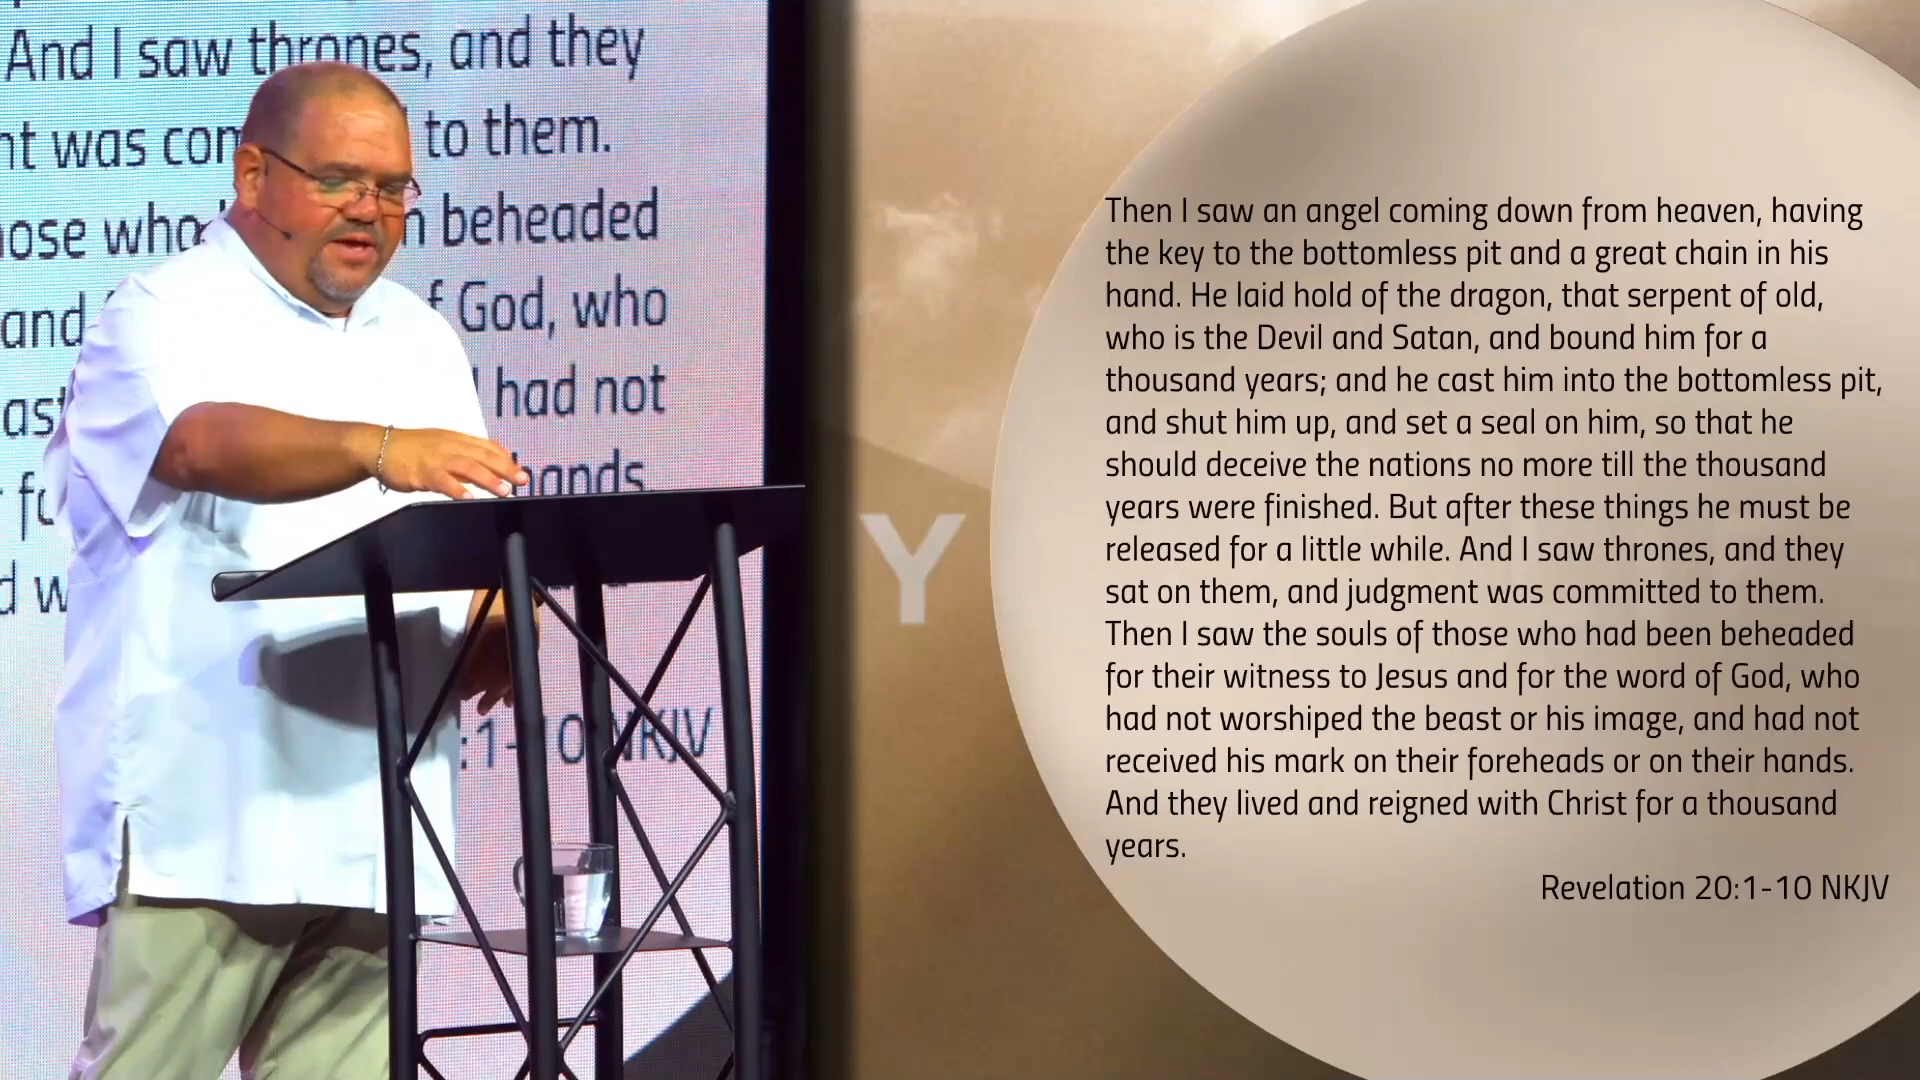 And I saw thrones, and they
was to them.
beheaded
and God, who
had not
hands
:1-10 NKJV
Y
Then I saw an angel coming down from heaven, having
the key to the bottomless pit and a great chain in his
hand. He laid hold of the dragon, that serpent of old,
who is the Devil and Satan, and bound him for a
thousand years; and he cast him into the bottomless pit,
and shut him up, and set a seal on him, so that he
should deceive the nations no more till the thousand
years were finished. But after these things he must be
released for a little while. And I saw thrones, and they
sat on them, and judgment was committed to them.
Then I saw the souls of those who had been beheaded
for their witness to Jesus and for the word of God, who
had not worshiped the beast or his image, and had not
received his mark on their foreheads or on their hands.
And they lived and reigned with Christ for a thousand
years.
Revelation 20:1-10 NKJV